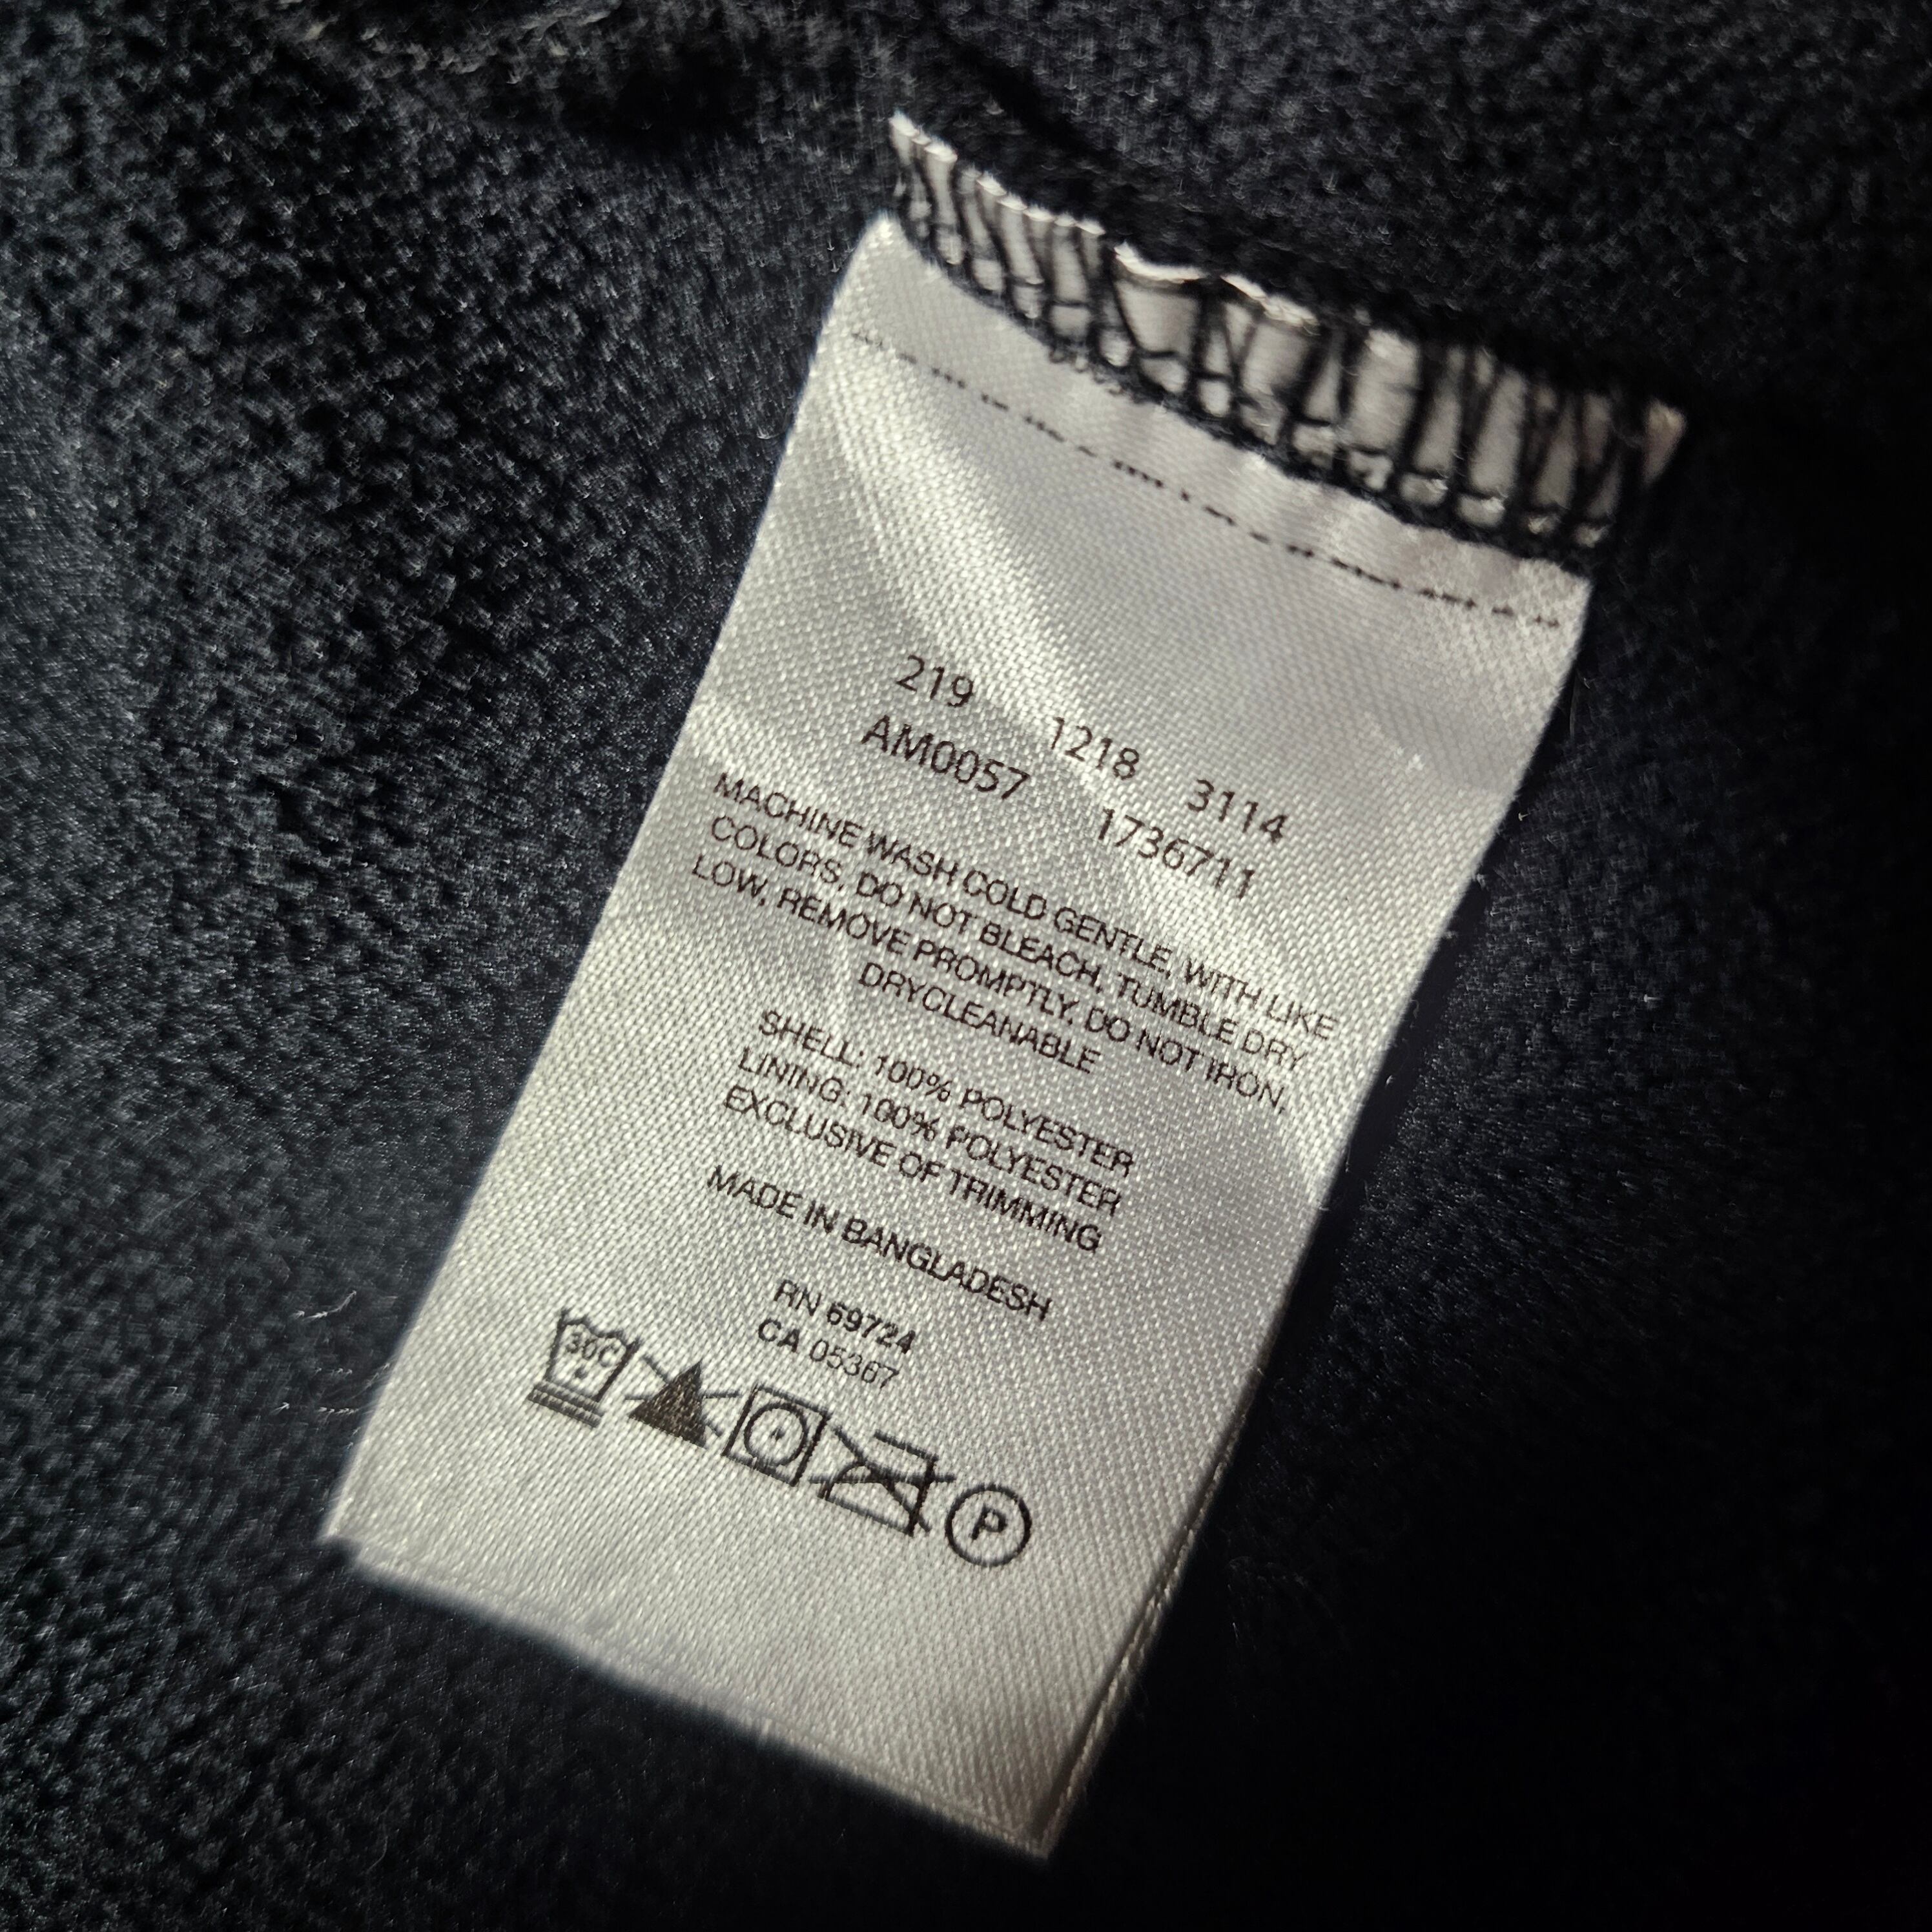 219 1218 3114
AM0057 1736711
MACHINE WASH COLD GENTLE, WITH LIKE
COLORS, DO NOT BLEACH, TUMBLE DRY
LOW, REMOVE PROMPTLY, DO NOT IRON,
DRYCLEANABLE
SHELL: 100% POLYESTER
LINING: 100% POLYESTER
EXCLUSIVE OF TRIMMING
MADE IN BANGLADESH
RN 69724
CA 05367
30C
P